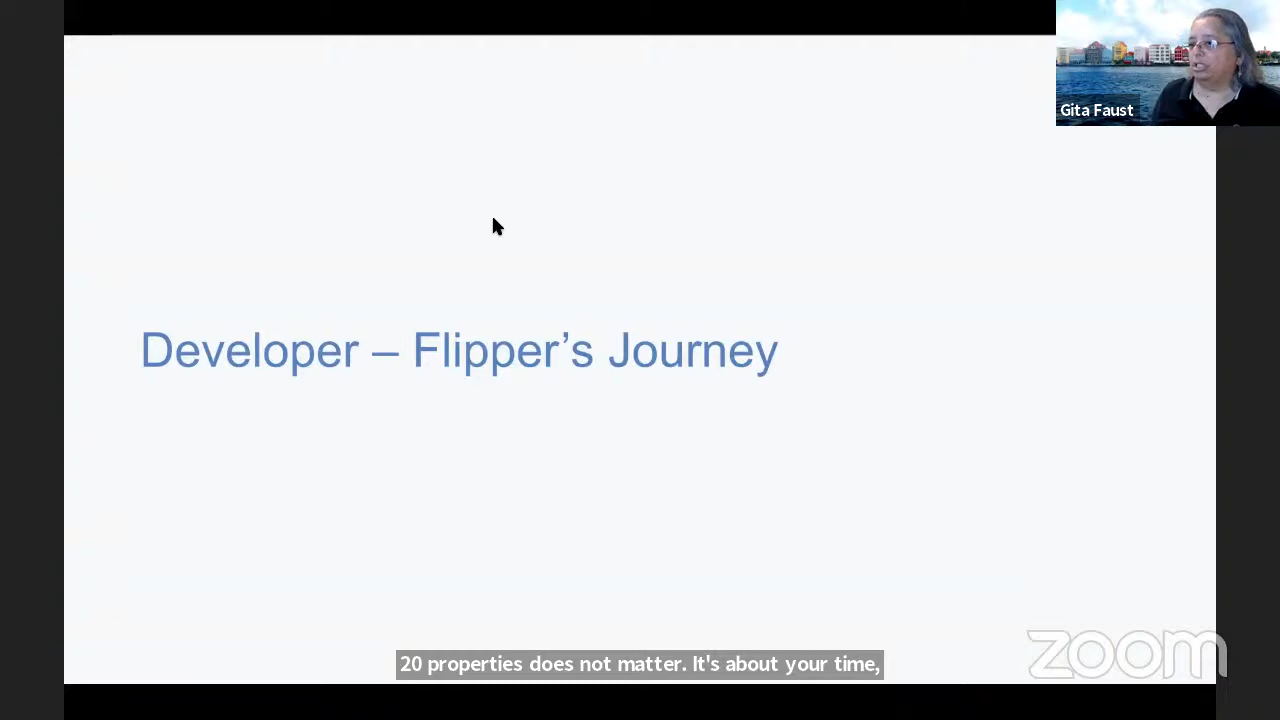 Gita Faust
Developer – Flipper’s Journey
20 properties does not matter. It's about your time,
zoom